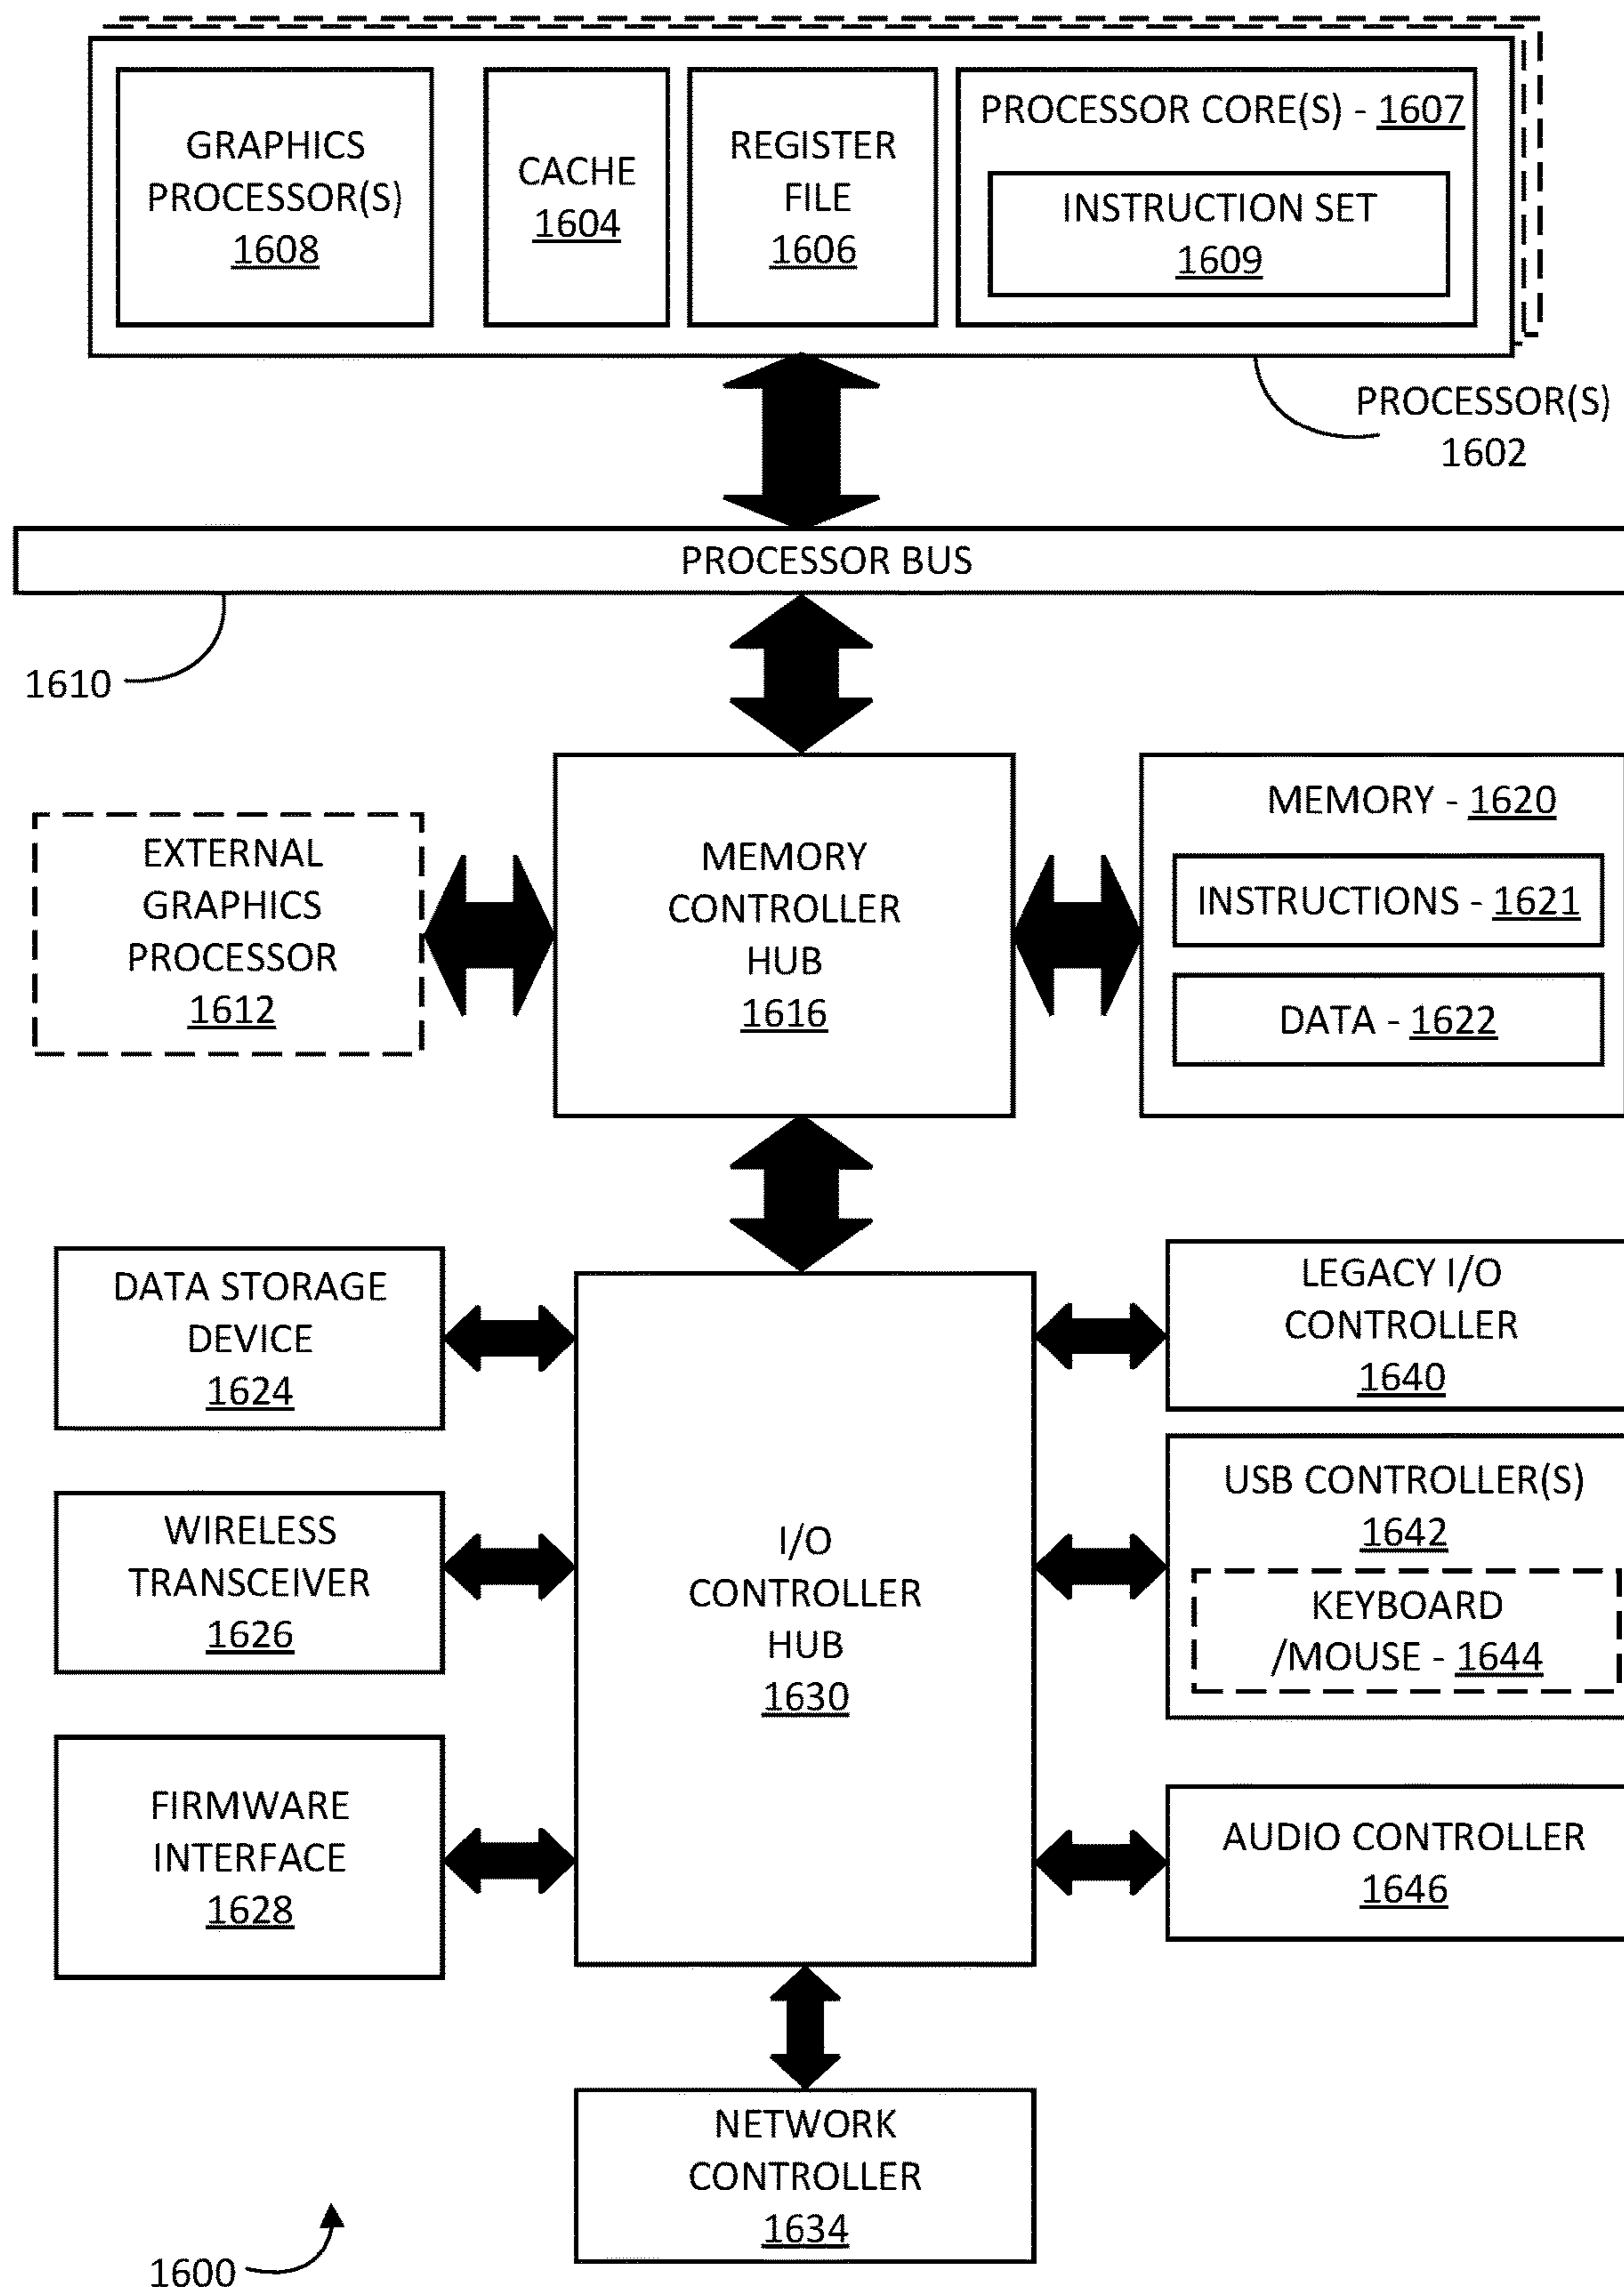 GRAPHICS
PROCESSOR(S)
1608
CACHE
1604
REGISTER
FILE
1606
PROCESSOR CORE(S) - 1607
INSTRUCTION SET
1609
PROCESSOR(S)
1602
PROCESSOR BUS
1610
EXTERNAL
GRAPHICS
PROCESSOR
1612
MEMORY
CONTROLLER
HUB
1616
MEMORY - 1620
INSTRUCTIONS - 1621
DATA - 1622
DATA STORAGE
DEVICE
1624
WIRELESS
TRANSCEIVER
1626
FIRMWARE
INTERFACE
1628
I/O
CONTROLLER
HUB
1630
LEGACY I/O
CONTROLLER
1640
USB CONTROLLER(S)
1642
KEYBOARD
/MOUSE - 1644
AUDIO CONTROLLER
1646
NETWORK
CONTROLLER
1634
1600